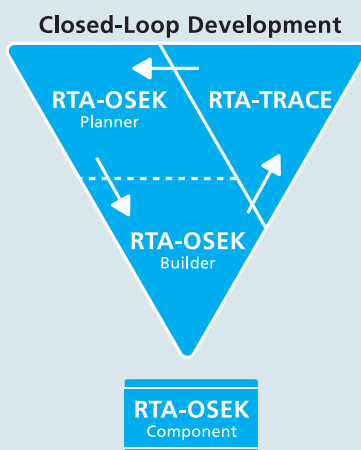 Closed-Loop Development
RTA-OSEK
Planner
RTA-TRACE
RTA-OSEK
Builder
RTA-OSEK
Component